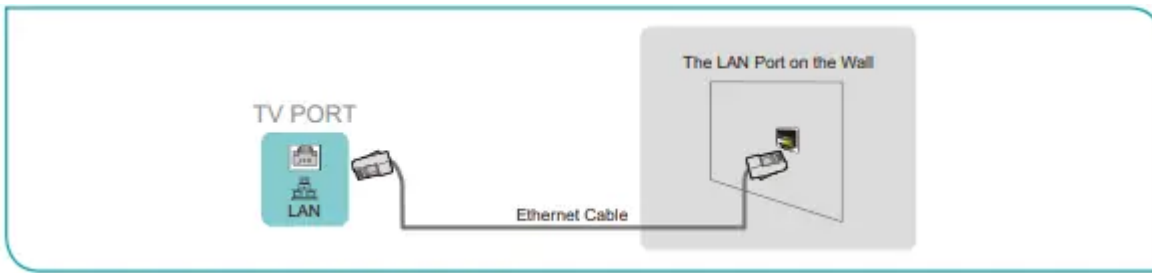 The LAN Port on the Wall
TV PORT
LAN
Ethernet Cable